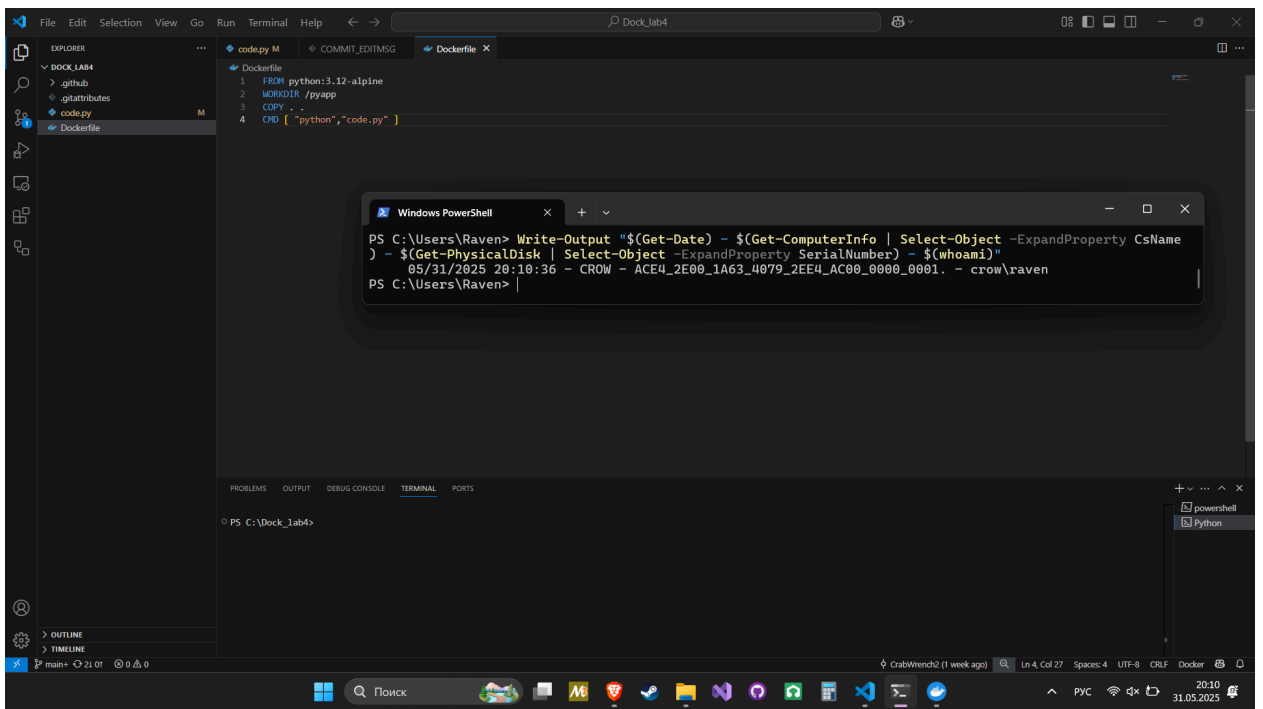 File Edit Selection View Go Run Terminal Help
Dock_lab4
EXPLORER
DOCK_LAB4
.github
.gitattributes
code.py M
Dockerfile
code.py M
COMMIT_EDITMSG
Dockerfile
Dockerfile
1 FROM python:3.12-alpine
2 WORKDIR /pyapp
3 COPY . .
4 CMD [ "python","code.py" ]
Windows PowerShell
PS C:\Users\Raven> Write-Output "$(Get-Date) - $(Get-ComputerInfo | Select-Object -ExpandProperty CsName
) - $(Get-PhysicalDisk | Select-Object -ExpandProperty SerialNumber) - $(whoami)"
05/31/2025 20:10:36 - CROW - ACE4_2E00_1A63_4079_2EE4_AC00_0000_0001. - crow\raven
PS C:\Users\Raven>
PROBLEMS OUTPUT DEBUG CONSOLE TERMINAL PORTS
PS C:\Dock_lab4>
powershell
Python
1
OUTLINE
TIMELINE
main+ 2↓ 0↑ 0 0
CrabWrench2 (1 week ago) Ln 4, Col 27 Spaces: 4 UTF-8 CRLF Docker
Поиск
РУС
20:10
31.05.2025